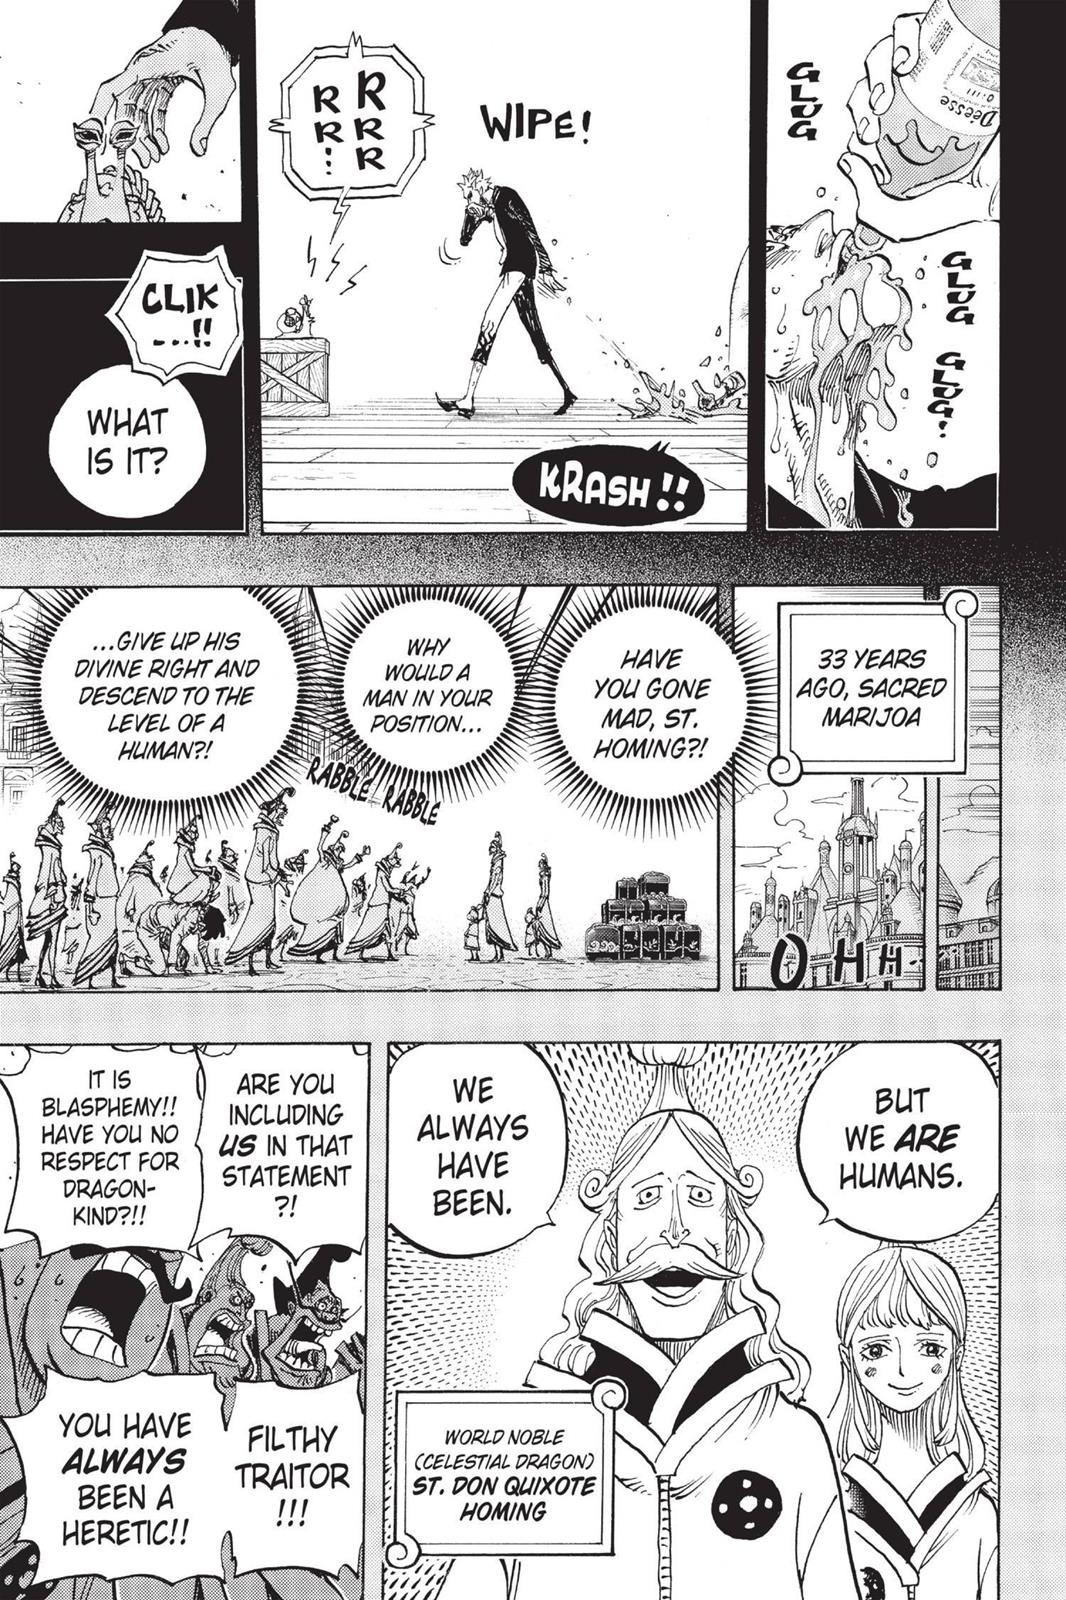 GLUG
Deesse
GLUG
GLUG
GLUG!
WIPE!
RRR
RR...
KRASH!!
CLIK
...!!
WHAT
IS IT?
33 YEARS
AGO, SACRED
MARIJOA
OHH
HAVE
YOU GONE
MAD, ST.
HOMING?!
WHY
WOULD A
MAN IN YOUR
POSITION...
...GIVE UP HIS
DIVINE RIGHT AND
DESCEND TO THE
LEVEL OF A
HUMAN?!
RABBLE RABBLE
BUT
WE ARE
HUMANS.
WE
ALWAYS
HAVE
BEEN.
WORLD NOBLE
(CELESTIAL DRAGON)
ST. DON QUIXOTE
HOMING
ARE YOU
INCLUDING
US IN THAT
STATEMENT
?!
IT IS
BLASPHEMY!!
HAVE YOU NO
RESPECT FOR
DRAGON-
KIND?!!
FILTHY
TRAITOR
!!!
YOU HAVE
ALWAYS
BEEN A
HERETIC!!